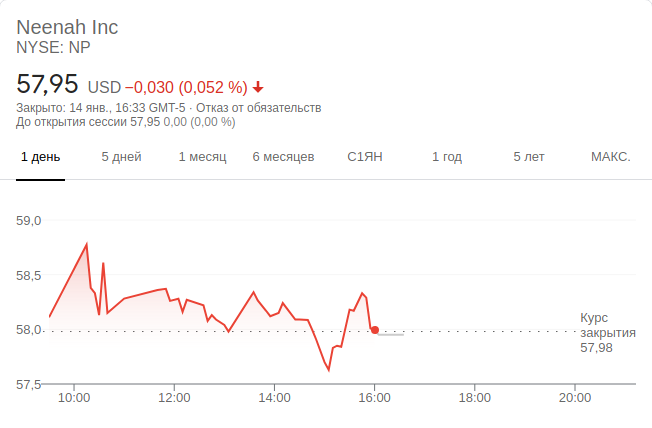 Neenah Inc
NYSE: NP
57,95 USD −0,030 (0,052 %)
Закрыто: 14 янв., 16:33 GMT-5 · Отказ от обязательств
До открытия сессии 57,95 0,00 (0,00 %)
1 день 5 дней 1 месяц 6 месяцев С1ЯН 1 год 5 лет МАКС.
59,0
58,5
58,0
57,5
Курс
закрытия
57,98
10:00 12:00 14:00 16:00 18:00 20:00